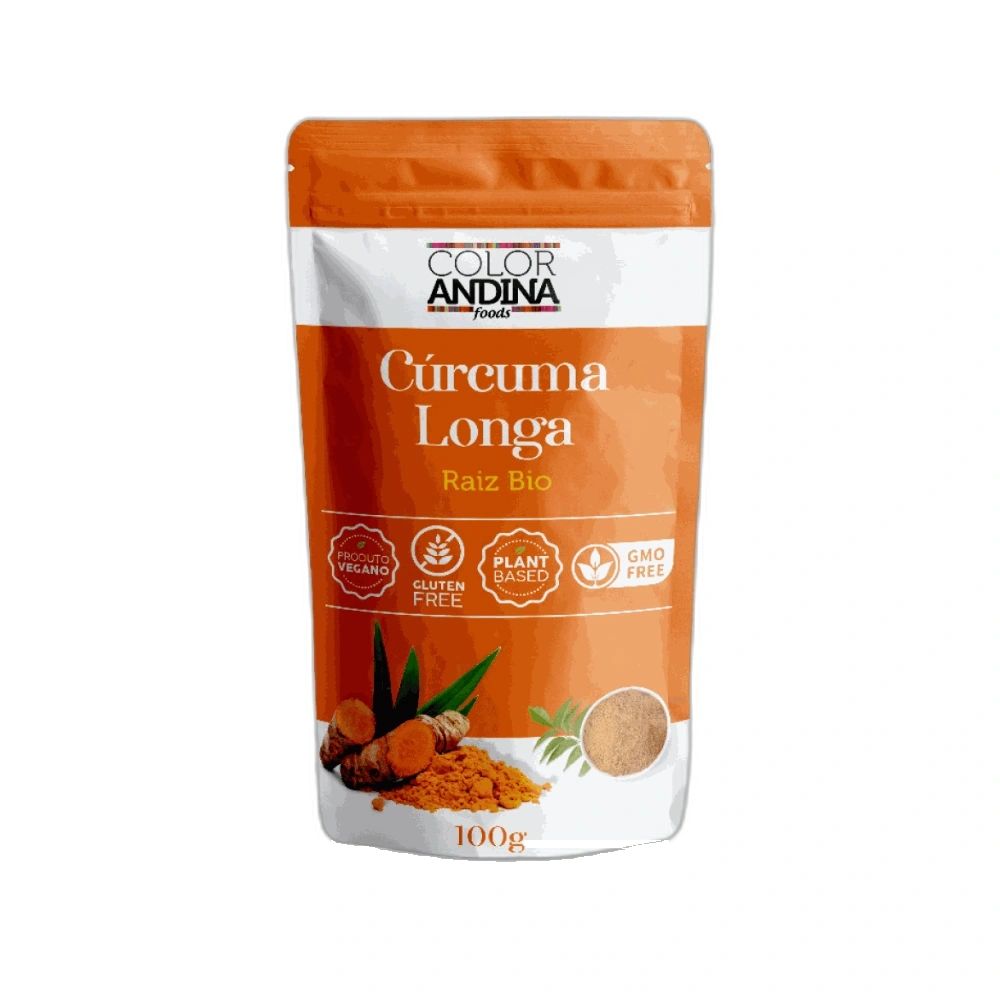 COLOR
ANDINA
foods
Cúrcuma
Longa
Raiz Bio
PRODUTO
VEGANO
GLUTEN
FREE
PLANT
BASED
GMO
FREE
100g